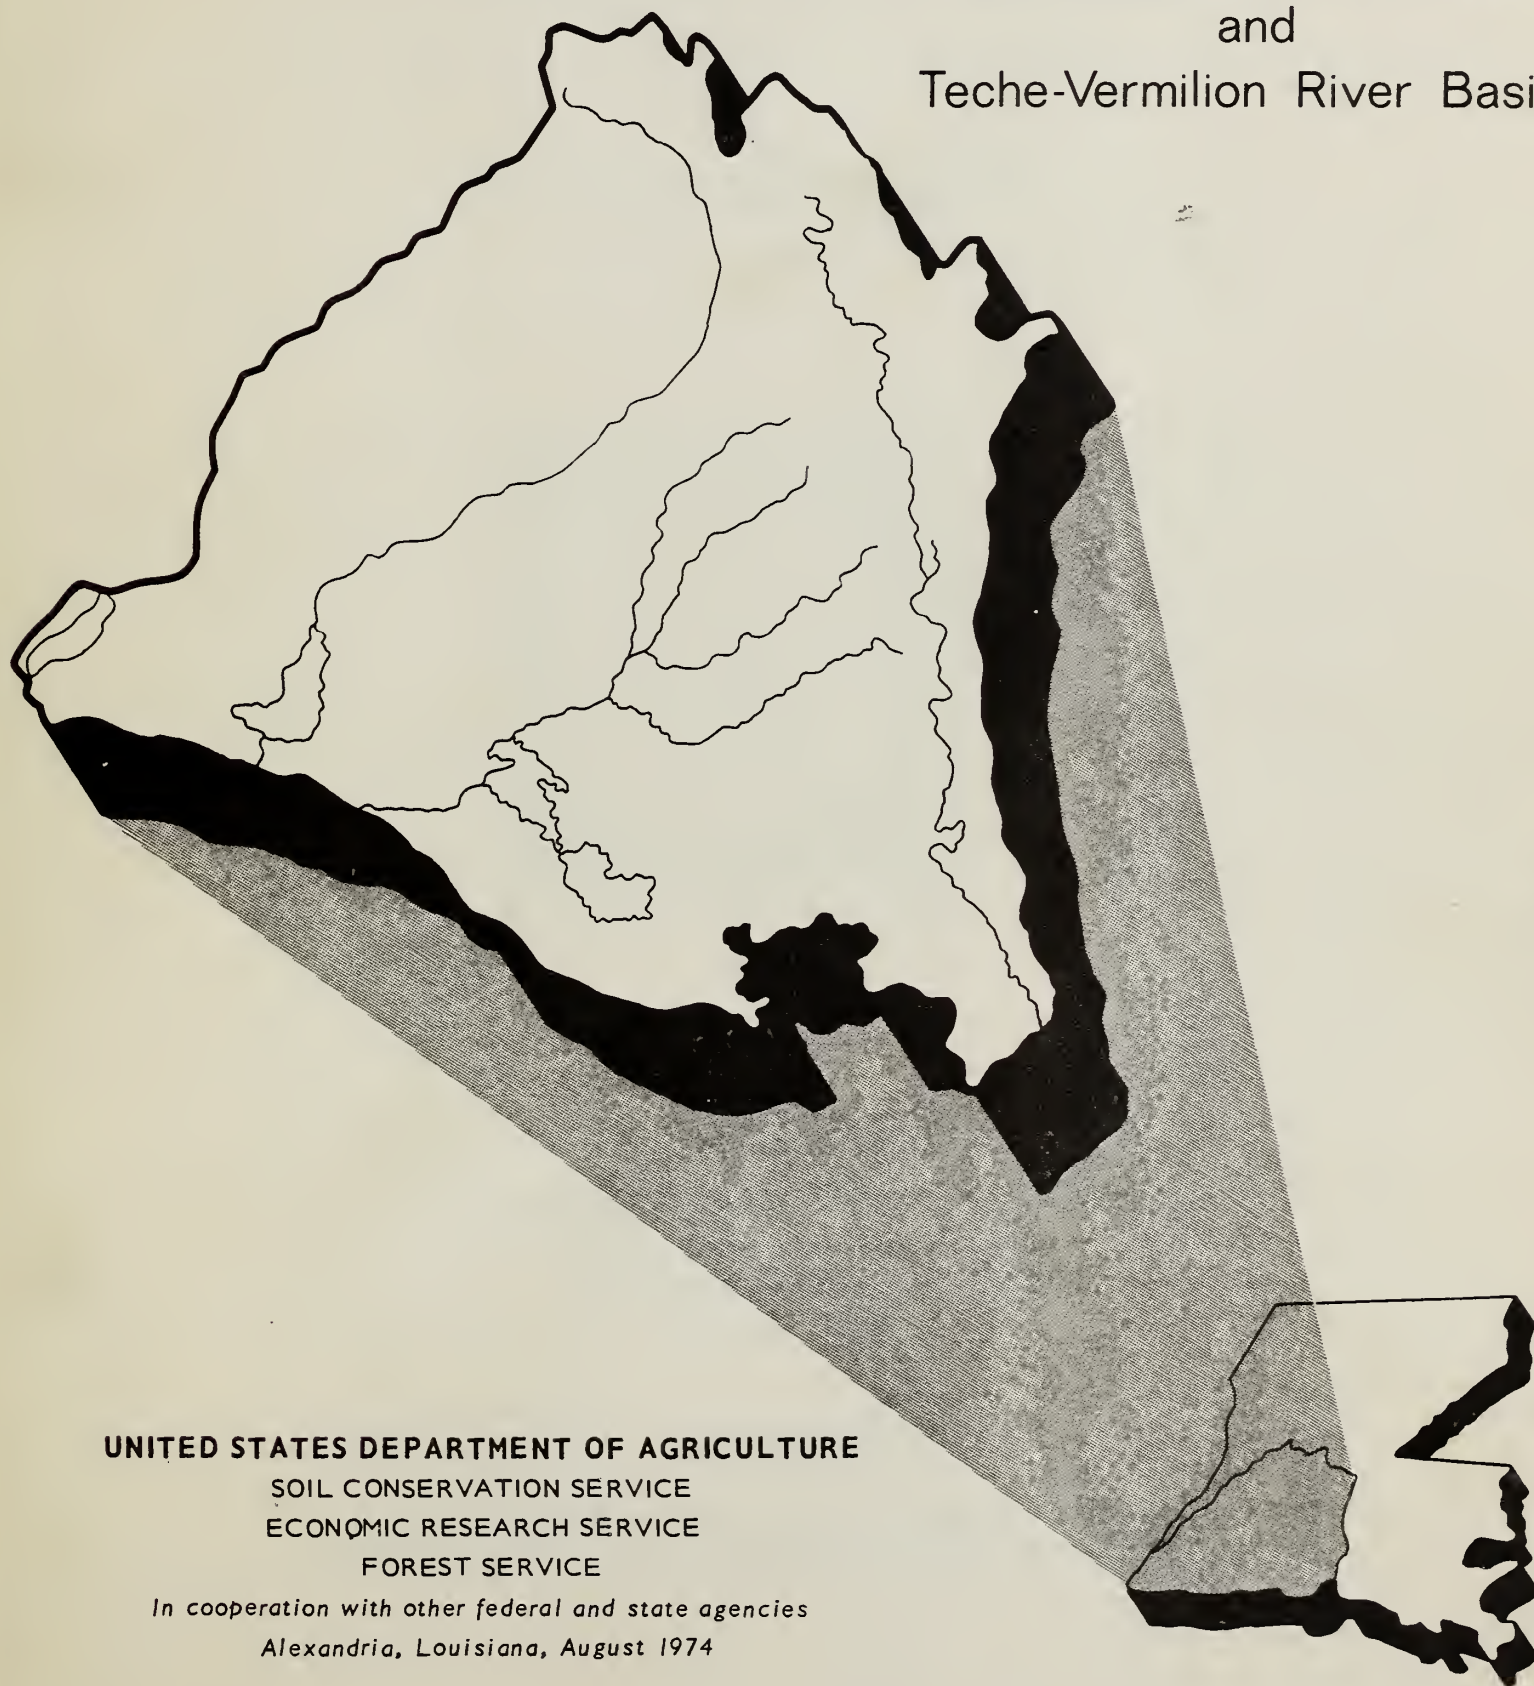 and
Teche-Vermilion River Basi
UNITED STATES DEPARTMENT OF AGRICULTURE
SOIL CONSERVATION SERVICE
ECONOMIC RESEARCH SERVICE
FOREST SERVICE
In cooperation with other federal and state agencies
Alexandria, Louisiana, August 1974